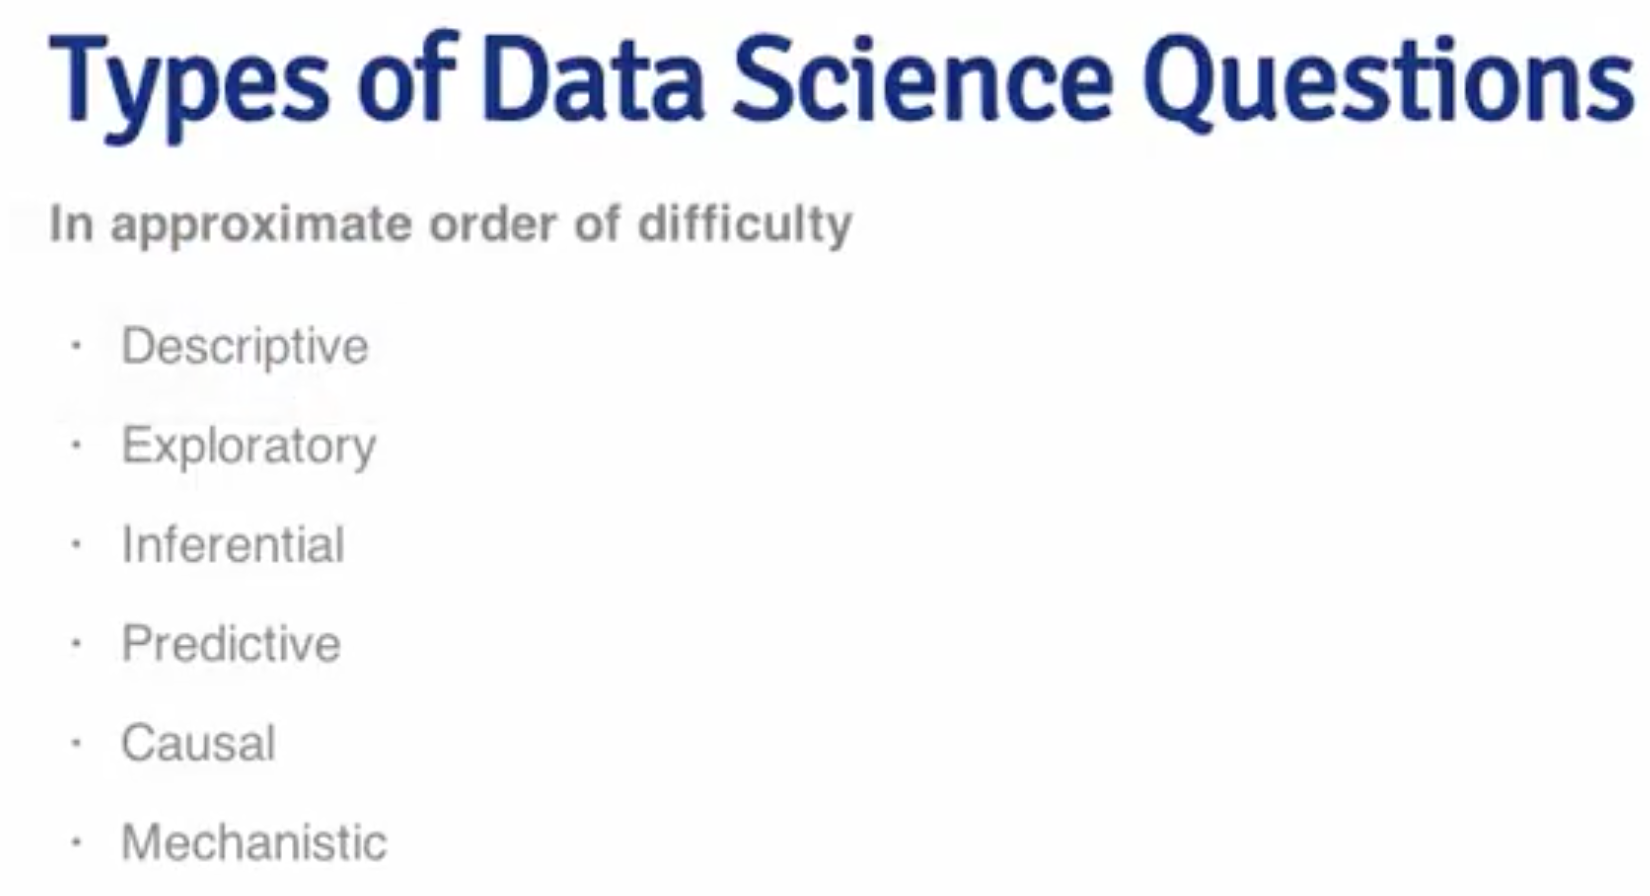 Types of Data Science Questions
In approximate order of difficulty
· Descriptive
· Exploratory
· Inferential
· Predictive
· Causal
· Mechanistic